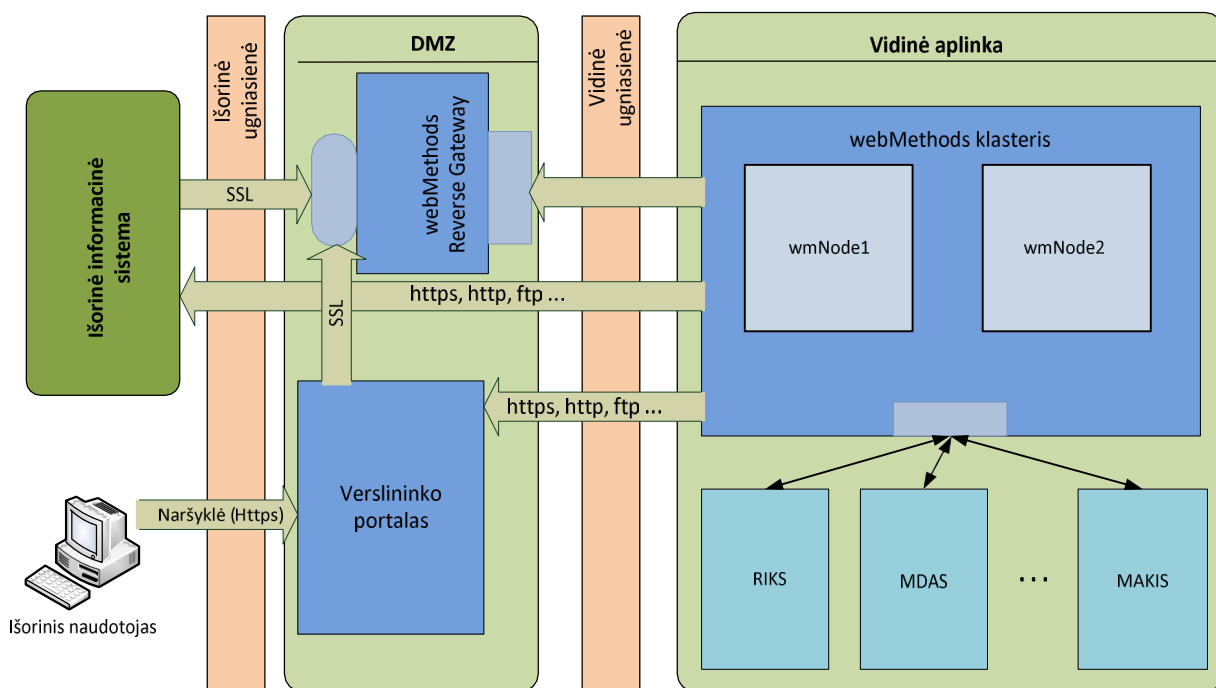 Išorinė
ugniasienė
DMZ
Vidinė
ugniasienė
Vidinė aplinka
Išorinė informacinė
sistema
SSL
webMethods
Reverse Gateway
webMethods klasteris
wmNode1
wmNode2
https, http, ftp ...
SSL
https, http, ftp ...
Naršyklė (Https)
Verslininko
portalas
Išorinis naudotojas
RIKS
MDAS
...
MAKIS